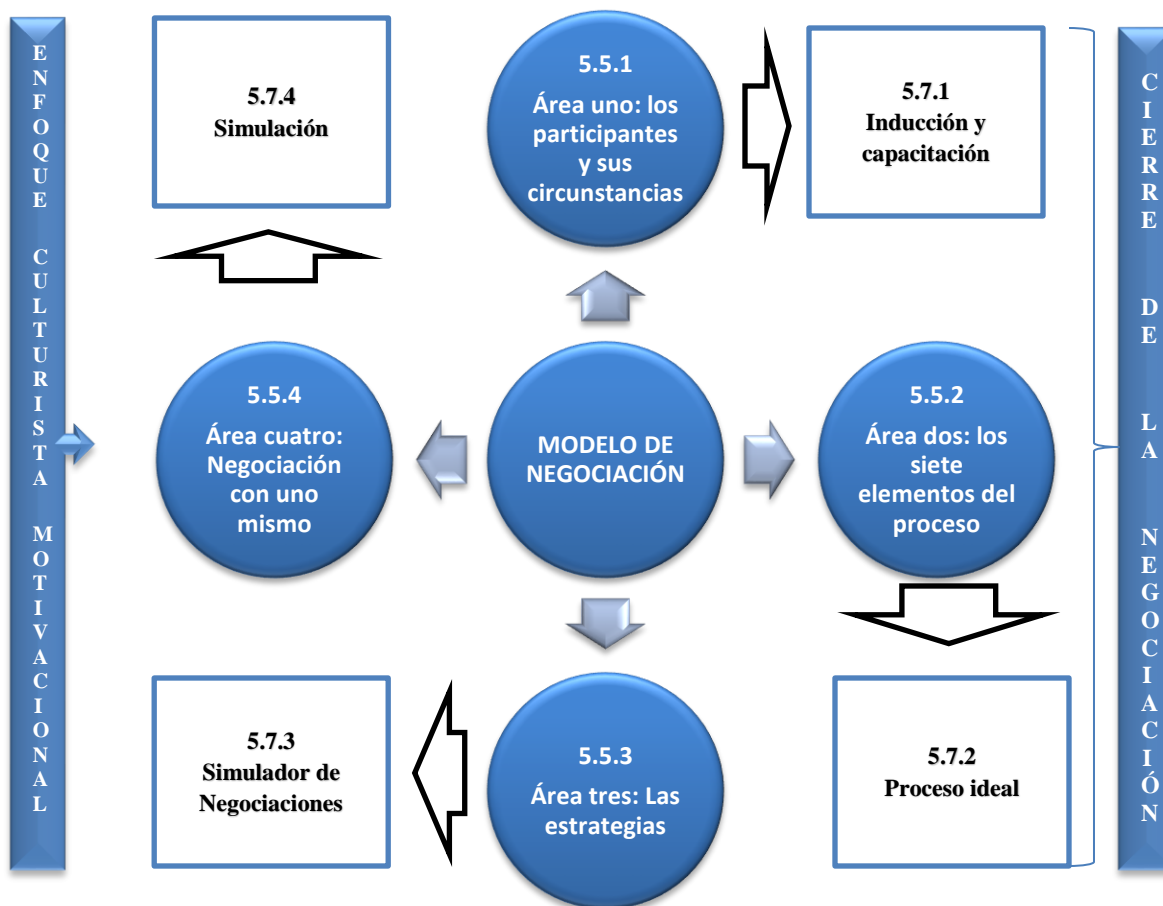 ENFOQUE CULTURISTA MOTIVACIONAL
5.7.4
Simulación
5.5.1
Área uno: los
participantes
y sus
circunstancias
5.7.1
Inducción y
capacitación
5.5.4
Área cuatro:
Negociación
con uno
mismo
MODELO DE
NEGOCIACIÓN
5.5.2
Área dos: los
siete
elementos del
proceso
5.7.3
Simulador de
Negociaciones
5.5.3
Área tres: Las
estrategias
5.7.2
Proceso ideal
CIERRE DE LA NEGOCIACIÓN